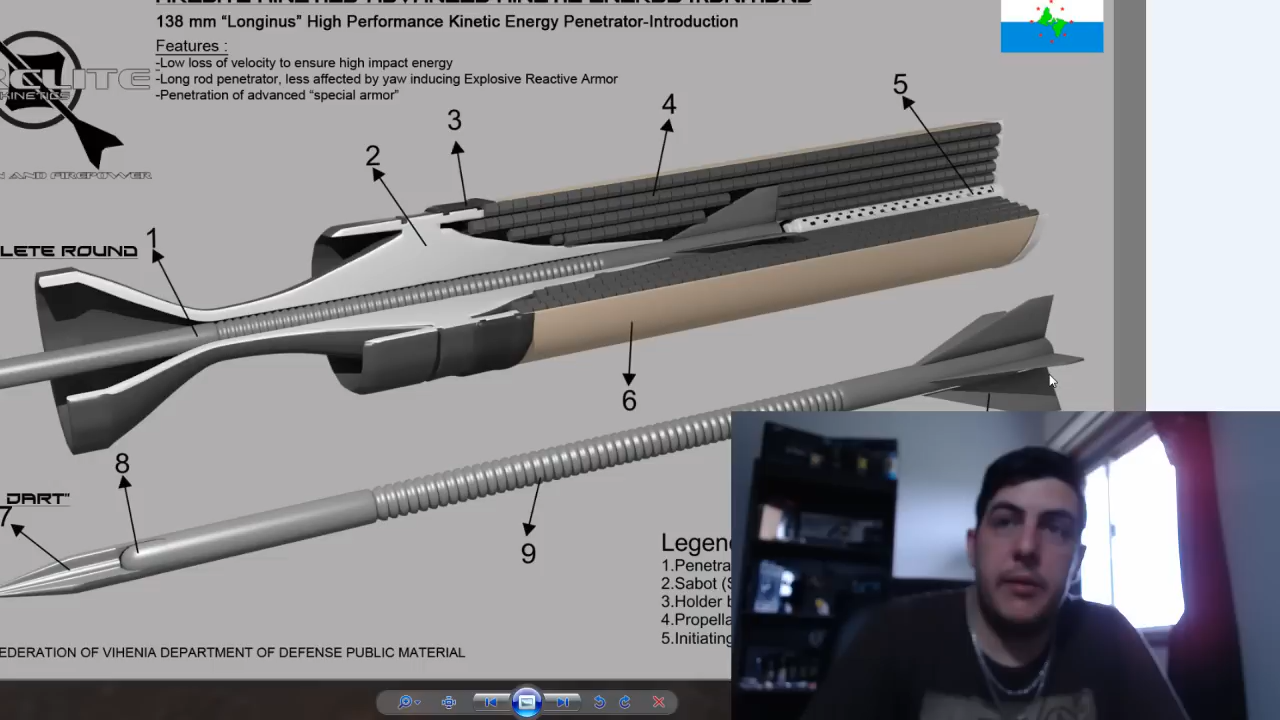 138 mm “Longinus” High Performance Kinetic Energy Penetrator-Introduction
Features :
-Low loss of velocity to ensure high impact energy
-Long rod penetrator, less affected by yaw inducing Explosive Reactive Armor
-Penetration of advanced “special armor”
5
4
3
2
KINETICS
AND FIREPOWER
1
LETE ROUND
6
8
DART"
7
9
Legen
1.Penetra
2.Sabot (S
3.Holder b
4.Propella
5.Initiating
EDERATION OF VIHENIA DEPARTMENT OF DEFENSE PUBLIC MATERIAL